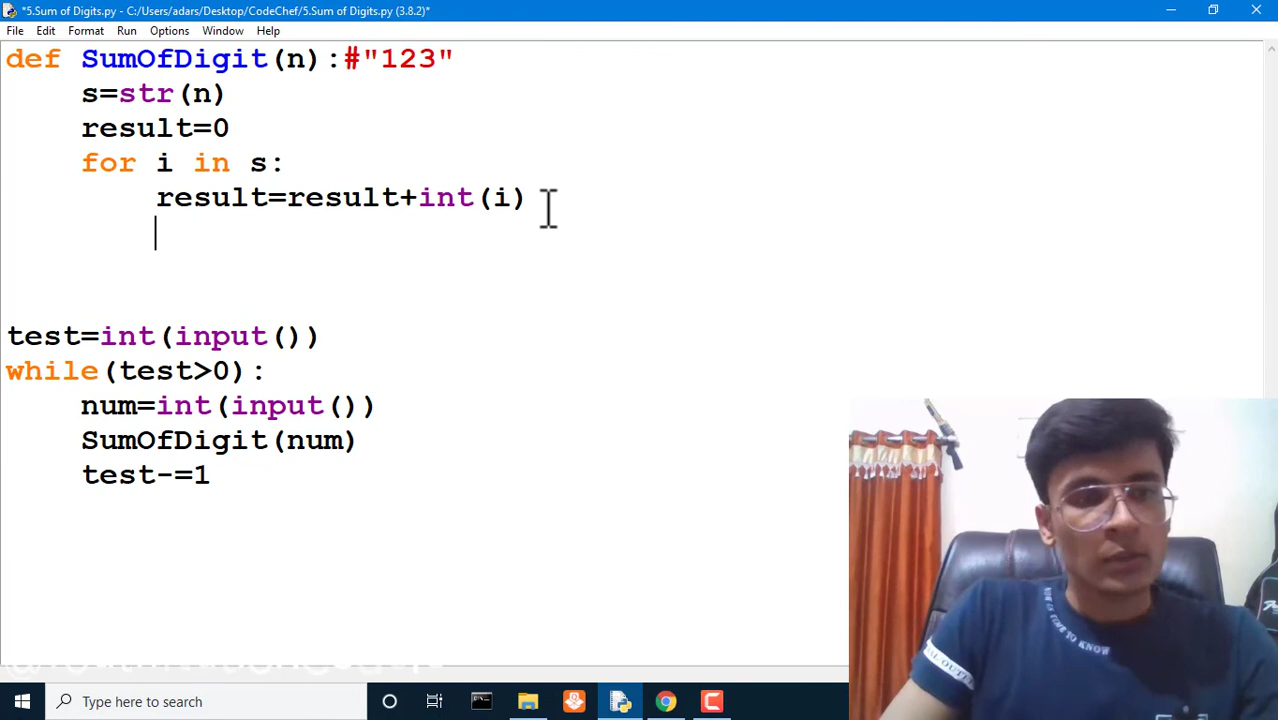 *5.Sum of Digits.py - C:/Users/adars/Desktop/CodeChef/5.Sum of Digits.py (3.8.2)*
File Edit Format Run Options Window Help
def SumOfDigit(n):#"123"
    s=str(n)
    result=0
    for i in s:
        result=result+int(i)
test=int(input())
while(test>0):
    num=int(input())
    SumOfDigit(num)
    test-=1
Type here to search